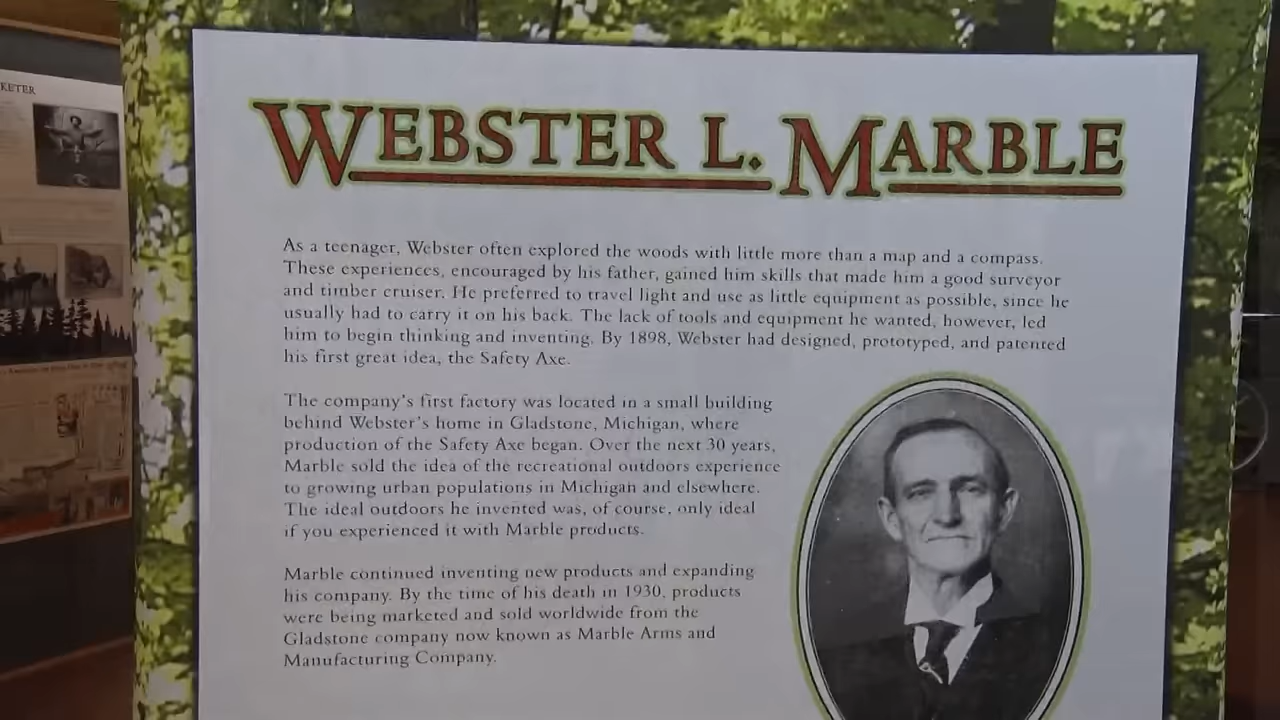 KETER
WEBSTER L. MARBLE
As a teenager, Webster often explored the woods with little more than a map and a compass.
These experiences, encouraged by his father, gained him skills that made him a good surveyor
and timber cruiser. He preferred to travel light and use as little equipment as possible, since he
usually had to carry it on his back. The lack of tools and equipment he wanted, however, led
him to begin thinking and inventing. By 1898, Webster had designed, prototyped, and patented
his first great idea, the Safety Axe.
The company's first factory was located in a small building
behind Webster's home in Gladstone, Michigan, where
production of the Safety Axe began. Over the next 30 years,
Marble sold the idea of the recreational outdoors experience
to growing urban populations in Michigan and elsewhere.
The ideal outdoors he invented was, of course, only ideal
if you experienced it with Marble products.
Marble continued inventing new products and expanding
his company. By the time of his death in 1930, products
were being marketed and sold worldwide from the
Gladstone company now known as Marble Arms and
Manufacturing Company.